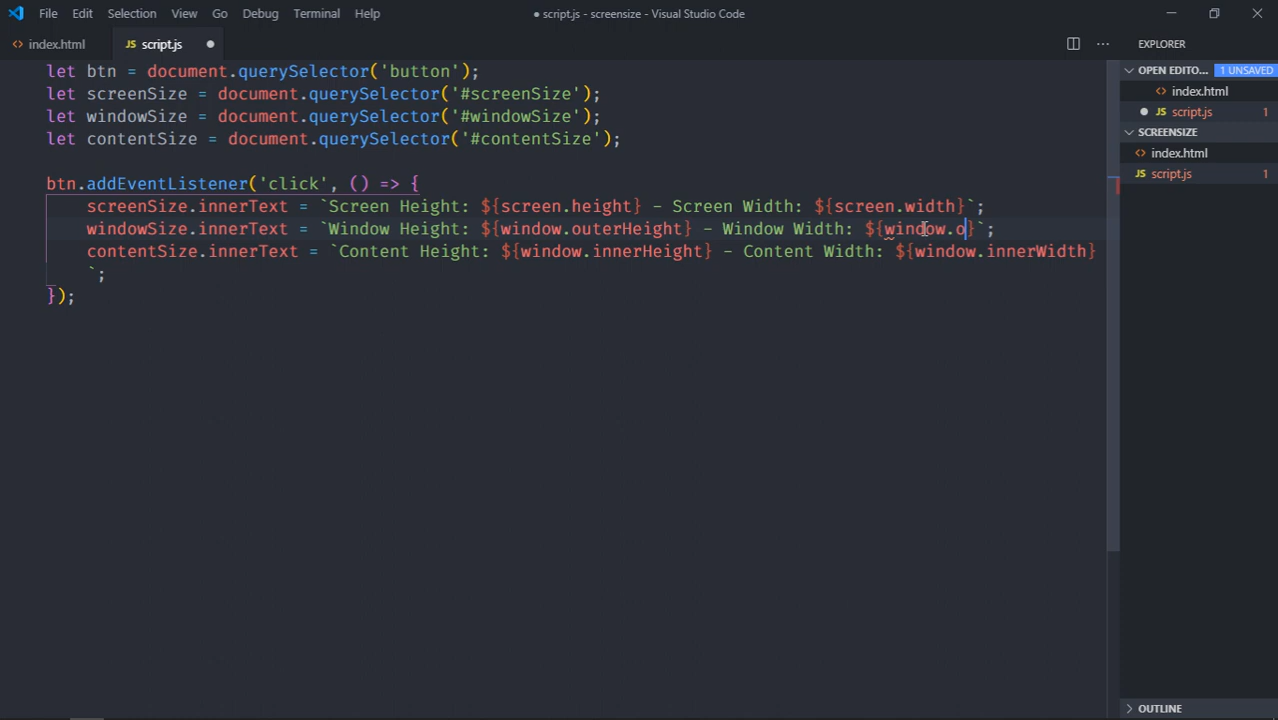 File Edit Selection View Go Debug Terminal Help
● script.js - screensize - Visual Studio Code
<> index.html
JS script.js ●
let btn = document.querySelector('button');
let screenSize = document.querySelector('#screenSize');
let windowSize = document.querySelector('#windowSize');
let contentSize = document.querySelector('#contentSize');
btn.addEventListener('click', () => {
screenSize.innerText = `Screen Height: ${screen.height} - Screen Width: ${screen.width}`;
windowSize.innerText = `Window Height: ${window.outerHeight} - Window Width: ${window.o}`;
contentSize.innerText = `Content Height: ${window.innerHeight} - Content Width: ${window.innerWidth}
`;
});
EXPLORER
OPEN EDITO... 1 UNSAVED
<> index.html
● JS script.js 1
SCREENSIZE
<> index.html
JS script.js 1
OUTLINE